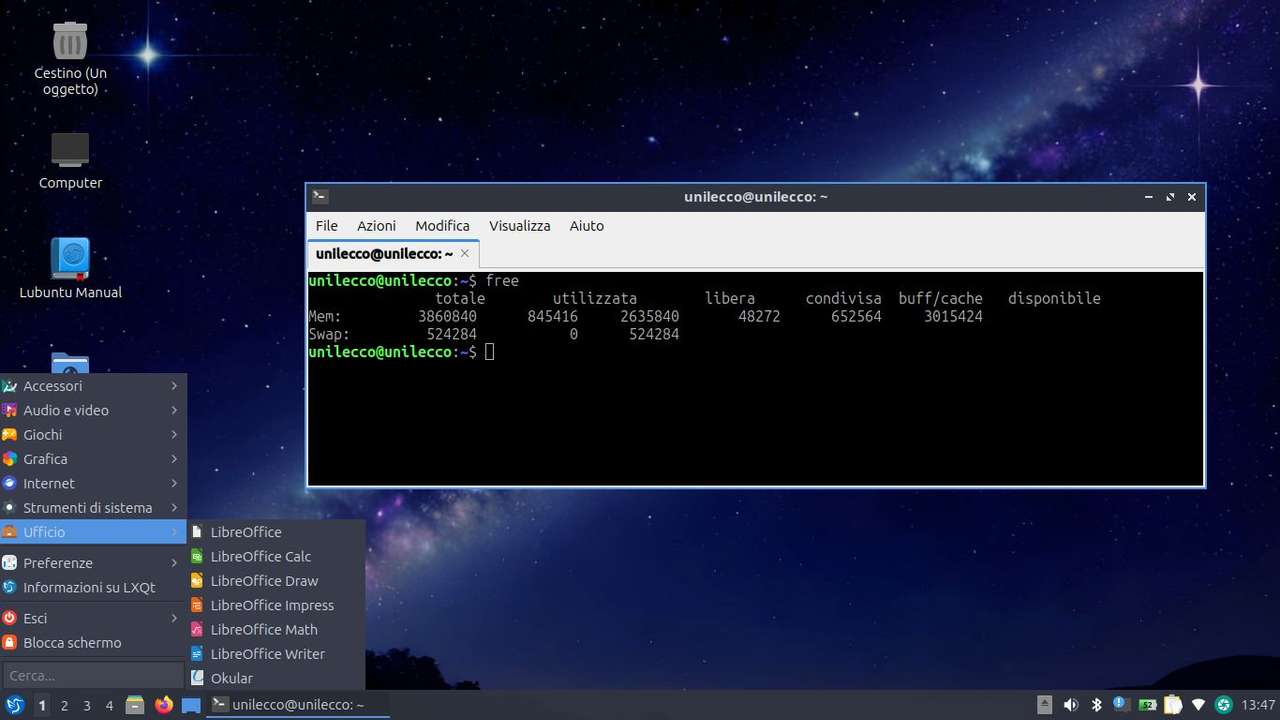 Cestino (Un
oggetto)
Computer
Lubuntu Manual
unilecco@unilecco: ~
File Azioni Modifica Visualizza Aiuto
unilecco@unilecco: ~
unilecco@unilecco:~$ free
totale utilizzata libera condivisa buff/cache disponibile
Mem: 3860840 845416 2635840 48272 652564 3015424
Swap: 524284 0 524284
unilecco@unilecco:~$
Accessori
Audio e video
Giochi
Grafica
Internet
Strumenti di sistema
Ufficio
Preferenze
Informazioni su LXQt
Esci
Blocca schermo
Cerca...
LibreOffice
LibreOffice Calc
LibreOffice Draw
LibreOffice Impress
LibreOffice Math
LibreOffice Writer
Okular
1 2 3 4 unilecco@unilecco: ~ 52 13:47